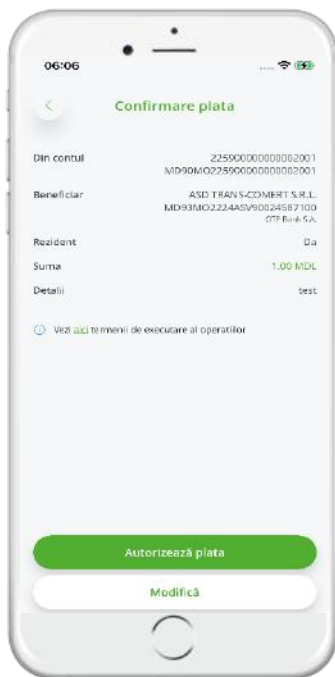 06:06
Confirmare plata
Din contul
225900000000002001
MD90MO225900000000002001
Beneficiar
ASD TRANS-COMERT S.R.L.
MD93MO2224ASV90024587100
OTP Bank S.A.
Rezident
Da
Suma
1.00 MDL
Detalii
test
Vezi aici termenii de executare al operatiilor
Autorizează plata
Modifică